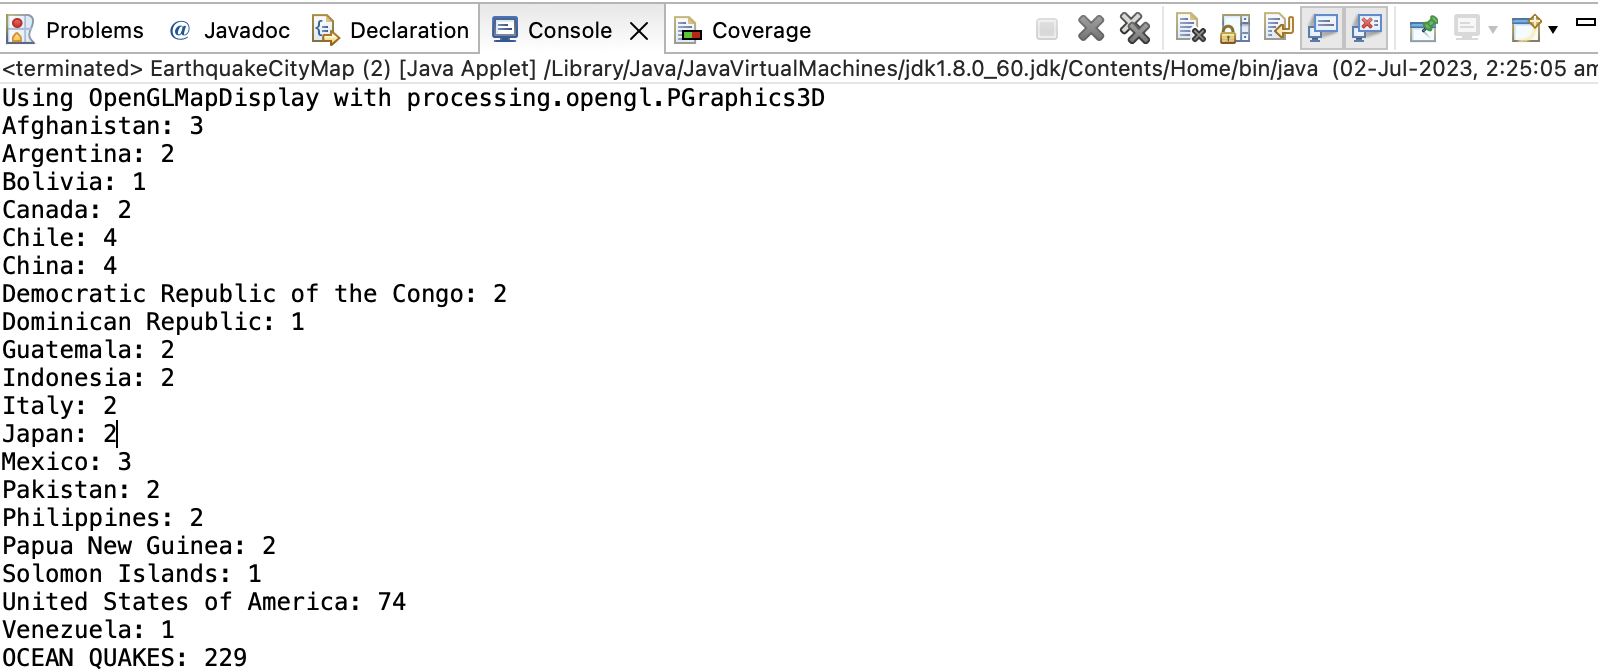 Problems @ Javadoc Declaration Console Coverage
<terminated> EarthquakeCityMap (2) [Java Applet] /Library/Java/JavaVirtualMachines/jdk1.8.0_60.jdk/Contents/Home/bin/java (02-Jul-2023, 2:25:05 am
Using OpenGLMapDisplay with processing.opengl.PGraphics3D
Afghanistan: 3
Argentina: 2
Bolivia: 1
Canada: 2
Chile: 4
China: 4
Democratic Republic of the Congo: 2
Dominican Republic: 1
Guatemala: 2
Indonesia: 2
Italy: 2
Japan: 2
Mexico: 3
Pakistan: 2
Philippines: 2
Papua New Guinea: 2
Solomon Islands: 1
United States of America: 74
Venezuela: 1
OCEAN QUAKES: 229